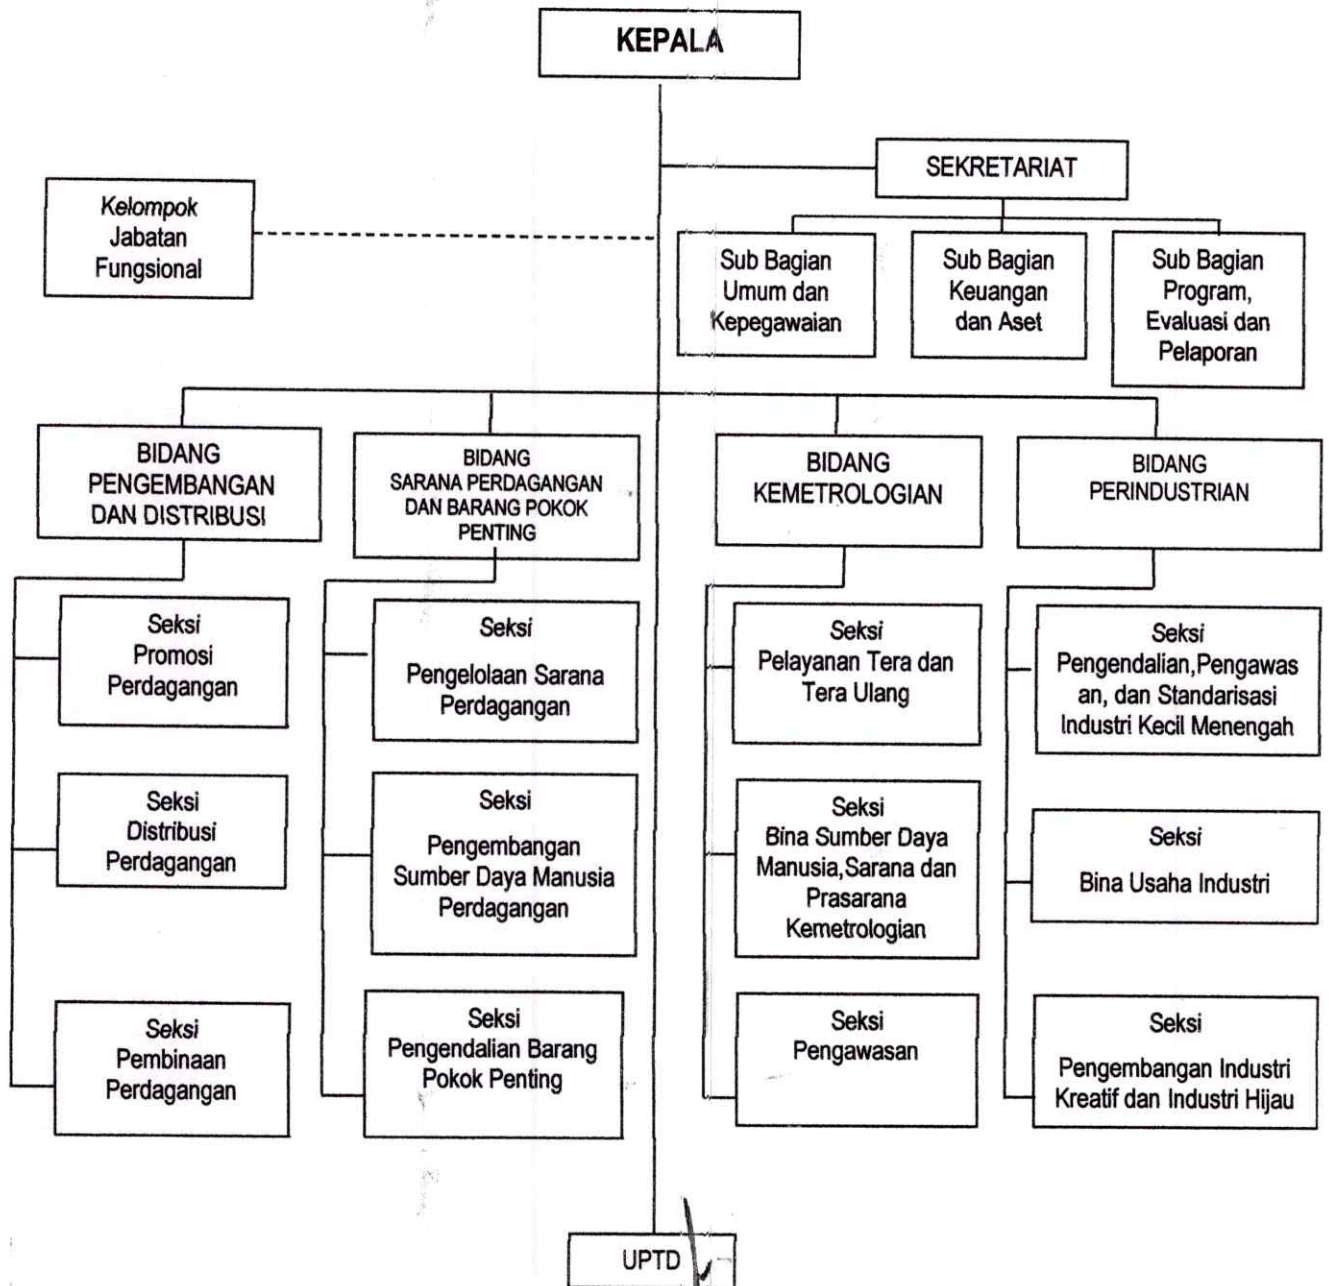 KEPALA
SEKRETARIAT
Kelompok
Jabatan
Fungsional
Sub Bagian
Umum dan
Kepegawaian
Sub Bagian
Keuangan
dan Aset
Sub Bagian
Program,
Evaluasi dan
Pelaporan
BIDANG
PENGEMBANGAN
DAN DISTRIBUSI
BIDANG
SARANA PERDAGANGAN
DAN BARANG POKOK
PENTING
BIDANG
KEMETROLOGIAN
BIDANG
PERINDUSTRIAN
Seksi
Promosi
Perdagangan
Seksi
Pengelolaan Sarana
Perdagangan
Seksi
Pelayanan Tera dan
Tera Ulang
Seksi
Pengendalian,Pengawas
an, dan Standarisasi
Industri Kecil Menengah
Seksi
Distribusi
Perdagangan
Seksi
Pengembangan
Sumber Daya Manusia
Perdagangan
Seksi
Bina Sumber Daya
Manusia,Sarana dan
Prasarana
Kemetrologian
Seksi
Bina Usaha Industri
Seksi
Pembinaan
Perdagangan
Seksi
Pengendalian Barang
Pokok Penting
Seksi
Pengawasan
Seksi
Pengembangan Industri
Kreatif dan Industri Hijau
UPTD